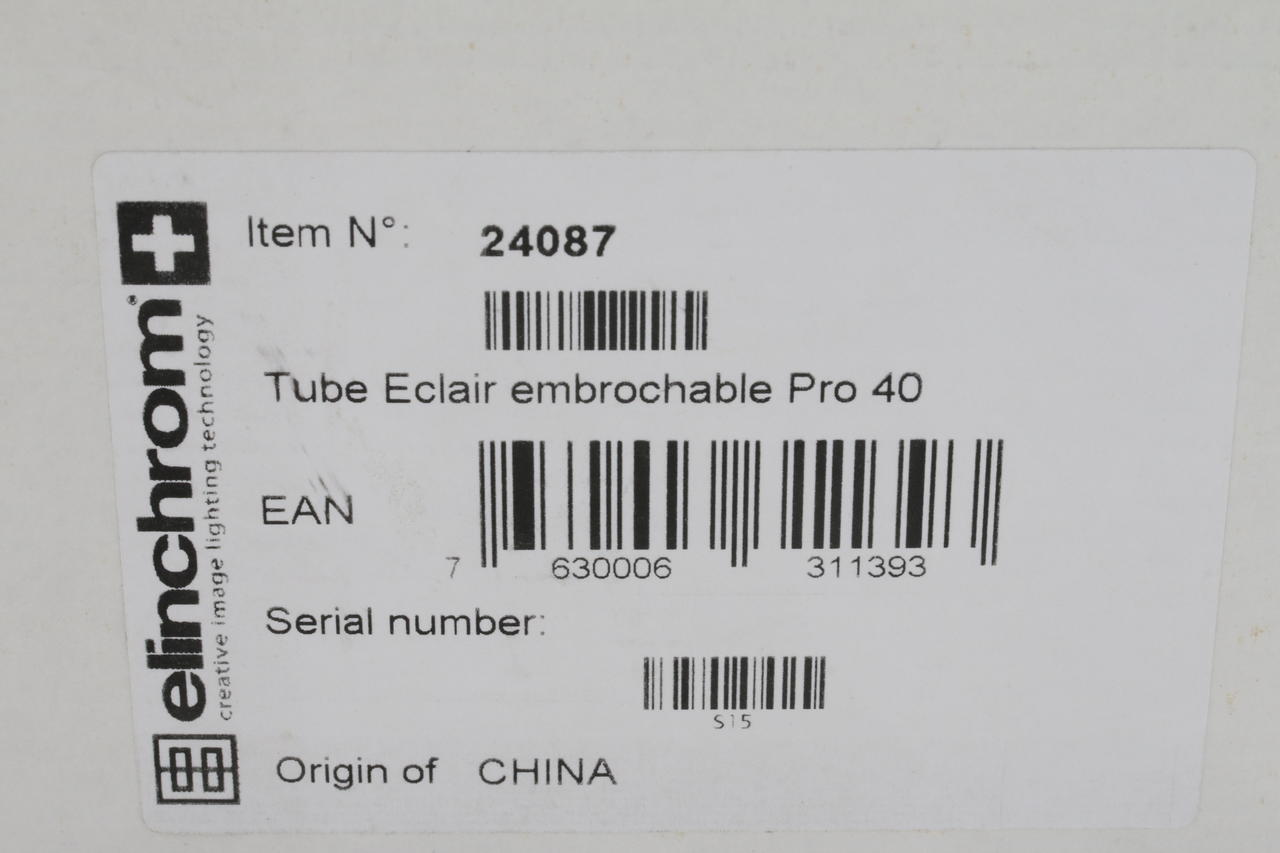 Item N°: 24087
Tube Eclair embrochable Pro 40
EAN
7 630006 311393
Serial number:
S15
Origin of CHINA
elinchrom®
creative image lighting technology